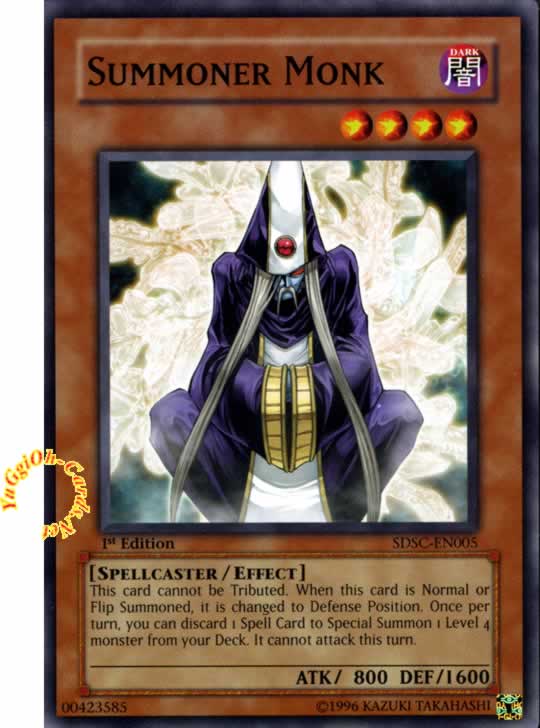 SUMMONER MONK
DARK
闇
1st Edition
SDSC-EN005
[SPELLCASTER / EFFECT]
This card cannot be Tributed. When this card is Normal or
Flip Summoned, it is changed to Defense Position. Once per
turn, you can discard 1 Spell Card to Special Summon 1 Level 4
monster from your Deck. It cannot attack this turn.
ATK/ 800 DEF/1600
00423585
©1996 KAZUKI TAKAHASHI
YuGgiOh-Cards.Net